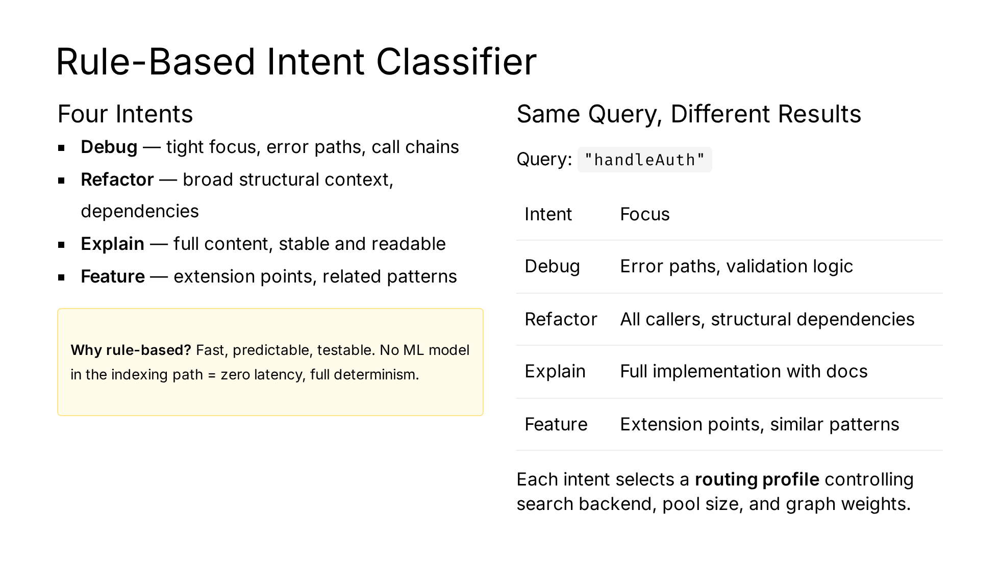 Rule-Based Intent Classifier
Four Intents
▪ Debug — tight focus, error paths, call chains
▪ Refactor — broad structural context,
dependencies
▪ Explain — full content, stable and readable
▪ Feature — extension points, related patterns
Why rule-based? Fast, predictable, testable. No ML model
in the indexing path = zero latency, full determinism.
Same Query, Different Results
Query: "handleAuth"
Intent Focus
Debug Error paths, validation logic
Refactor All callers, structural dependencies
Explain Full implementation with docs
Feature Extension points, similar patterns
Each intent selects a routing profile controlling
search backend, pool size, and graph weights.